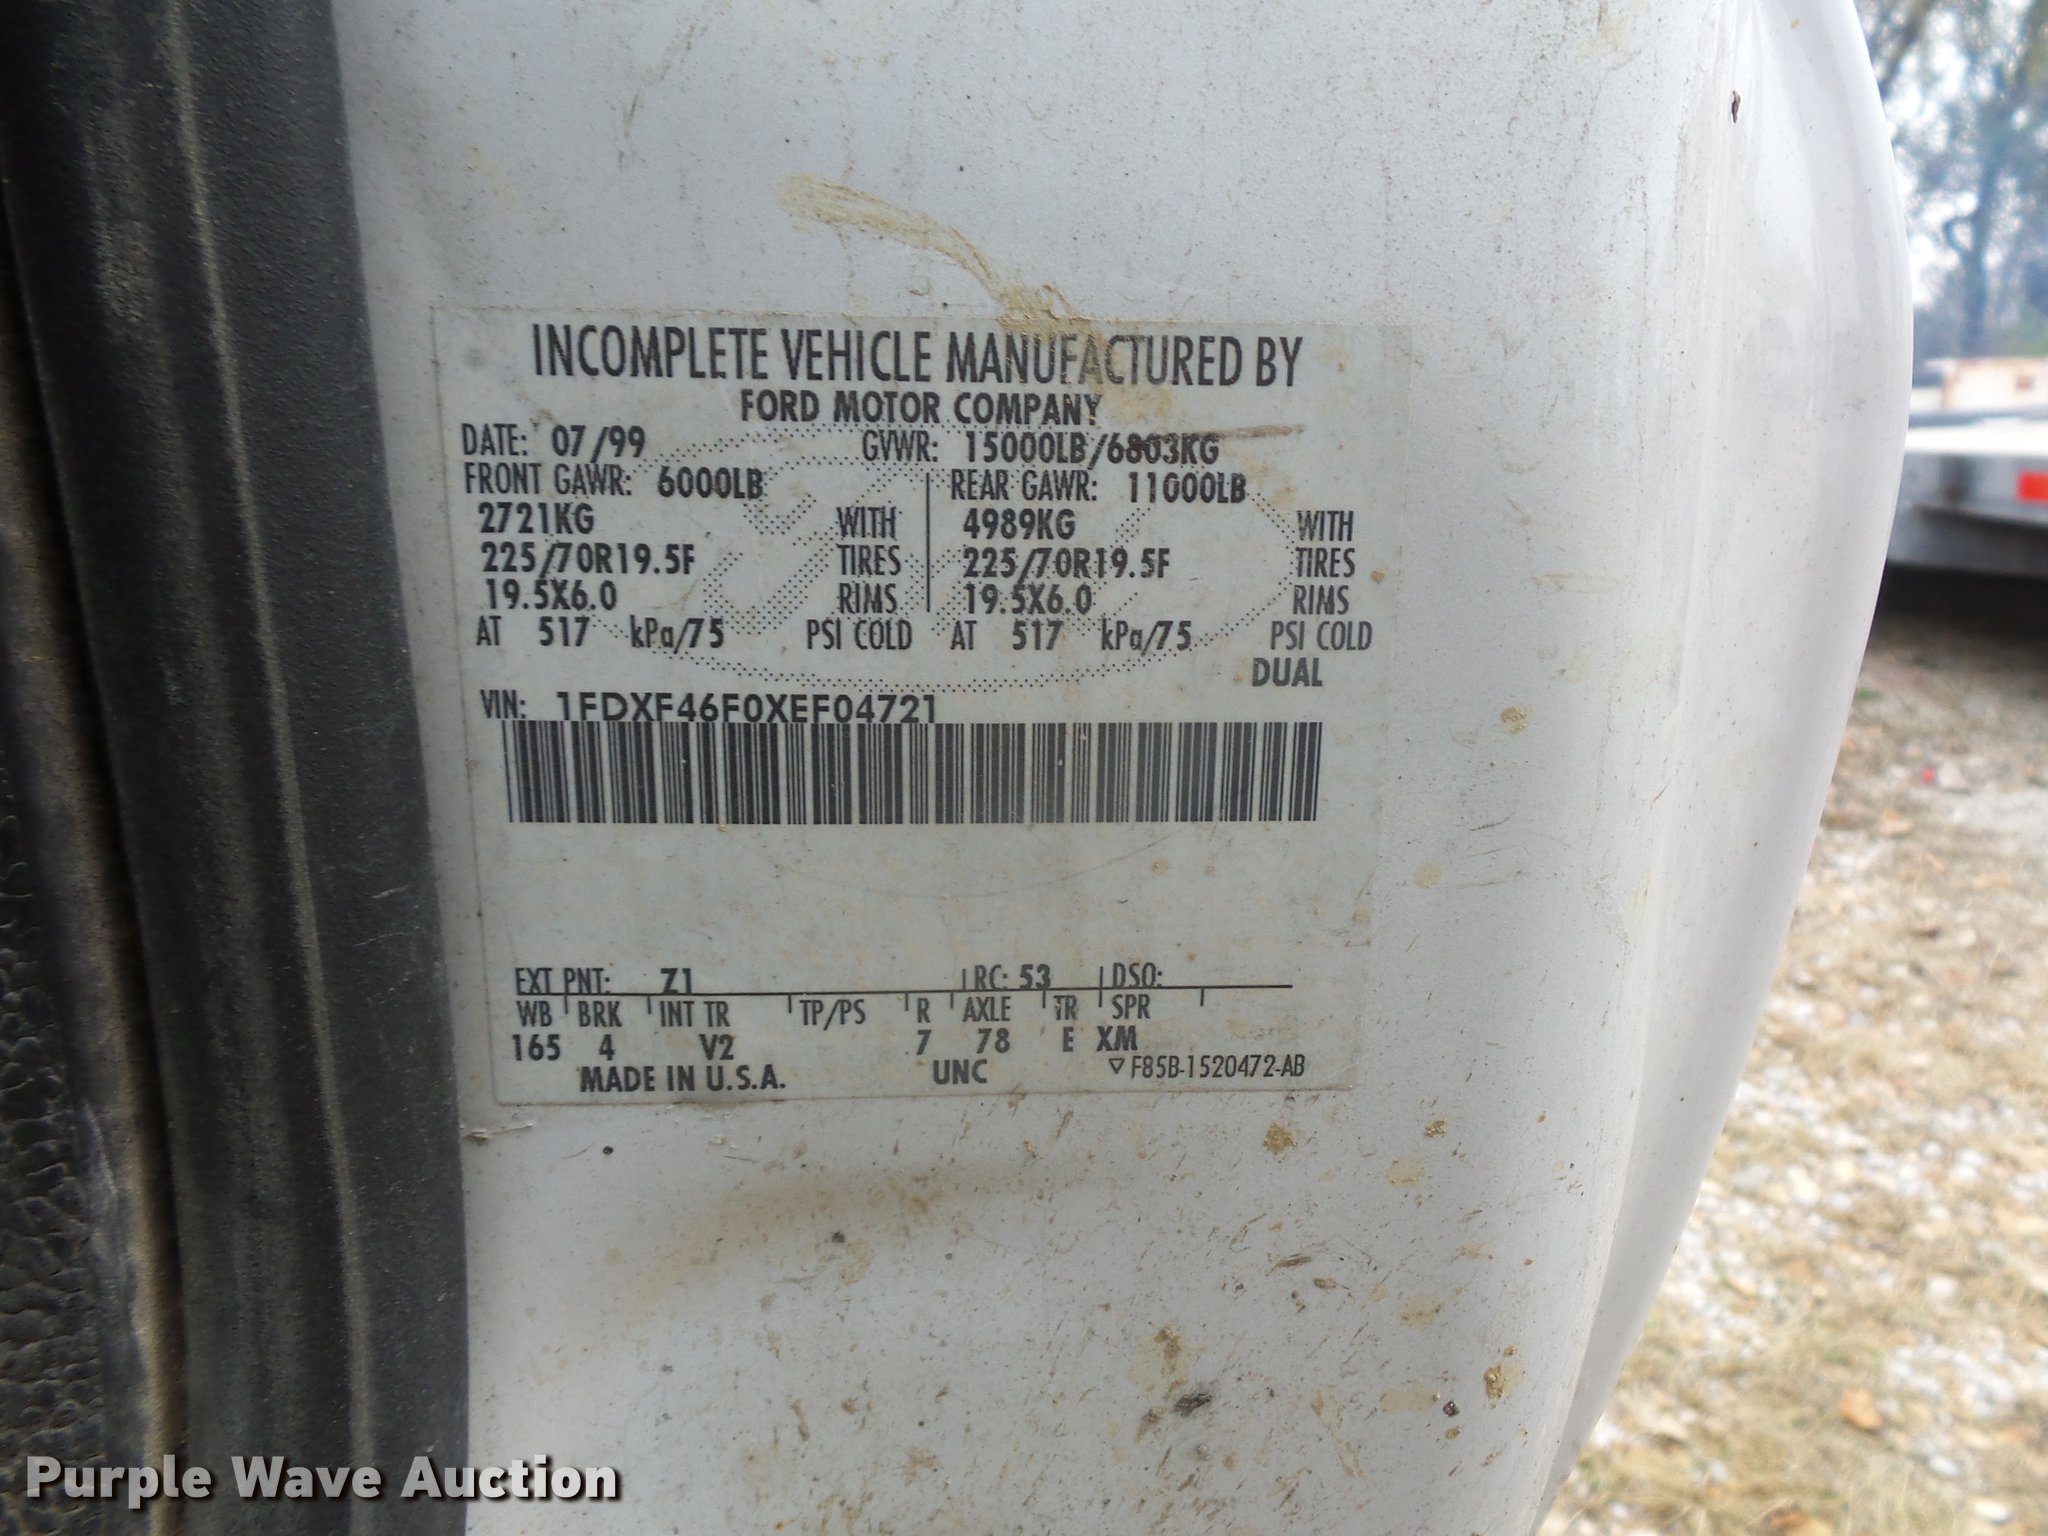 INCOMPLETE VEHICLE MANUFACTURED BY
FORD MOTOR COMPANY
DATE: 07/99 GVWR: 15000LB/6803KG
FRONT GAWR: 6000LB REAR GAWR: 11000LB
2721KG WITH 4989KG WITH
225/70R19.5F TIRES 225/70R19.5F TIRES
19.5X6.0 RIMS 19.5X6.0 RIMS
AT 517 kPa/75 PSI COLD AT 517 kPa/75 PSI COLD
DUAL
VIN: 1FDXF46F0XEF04721
EXT PNT: Z1 RC: 53 DSO:
WB BRK INT TR TP/PS R AXLE TR SPR
165 4 V2 7 78 E XM
MADE IN U.S.A. UNC F85B-1520472-AB
Purple Wave Auction